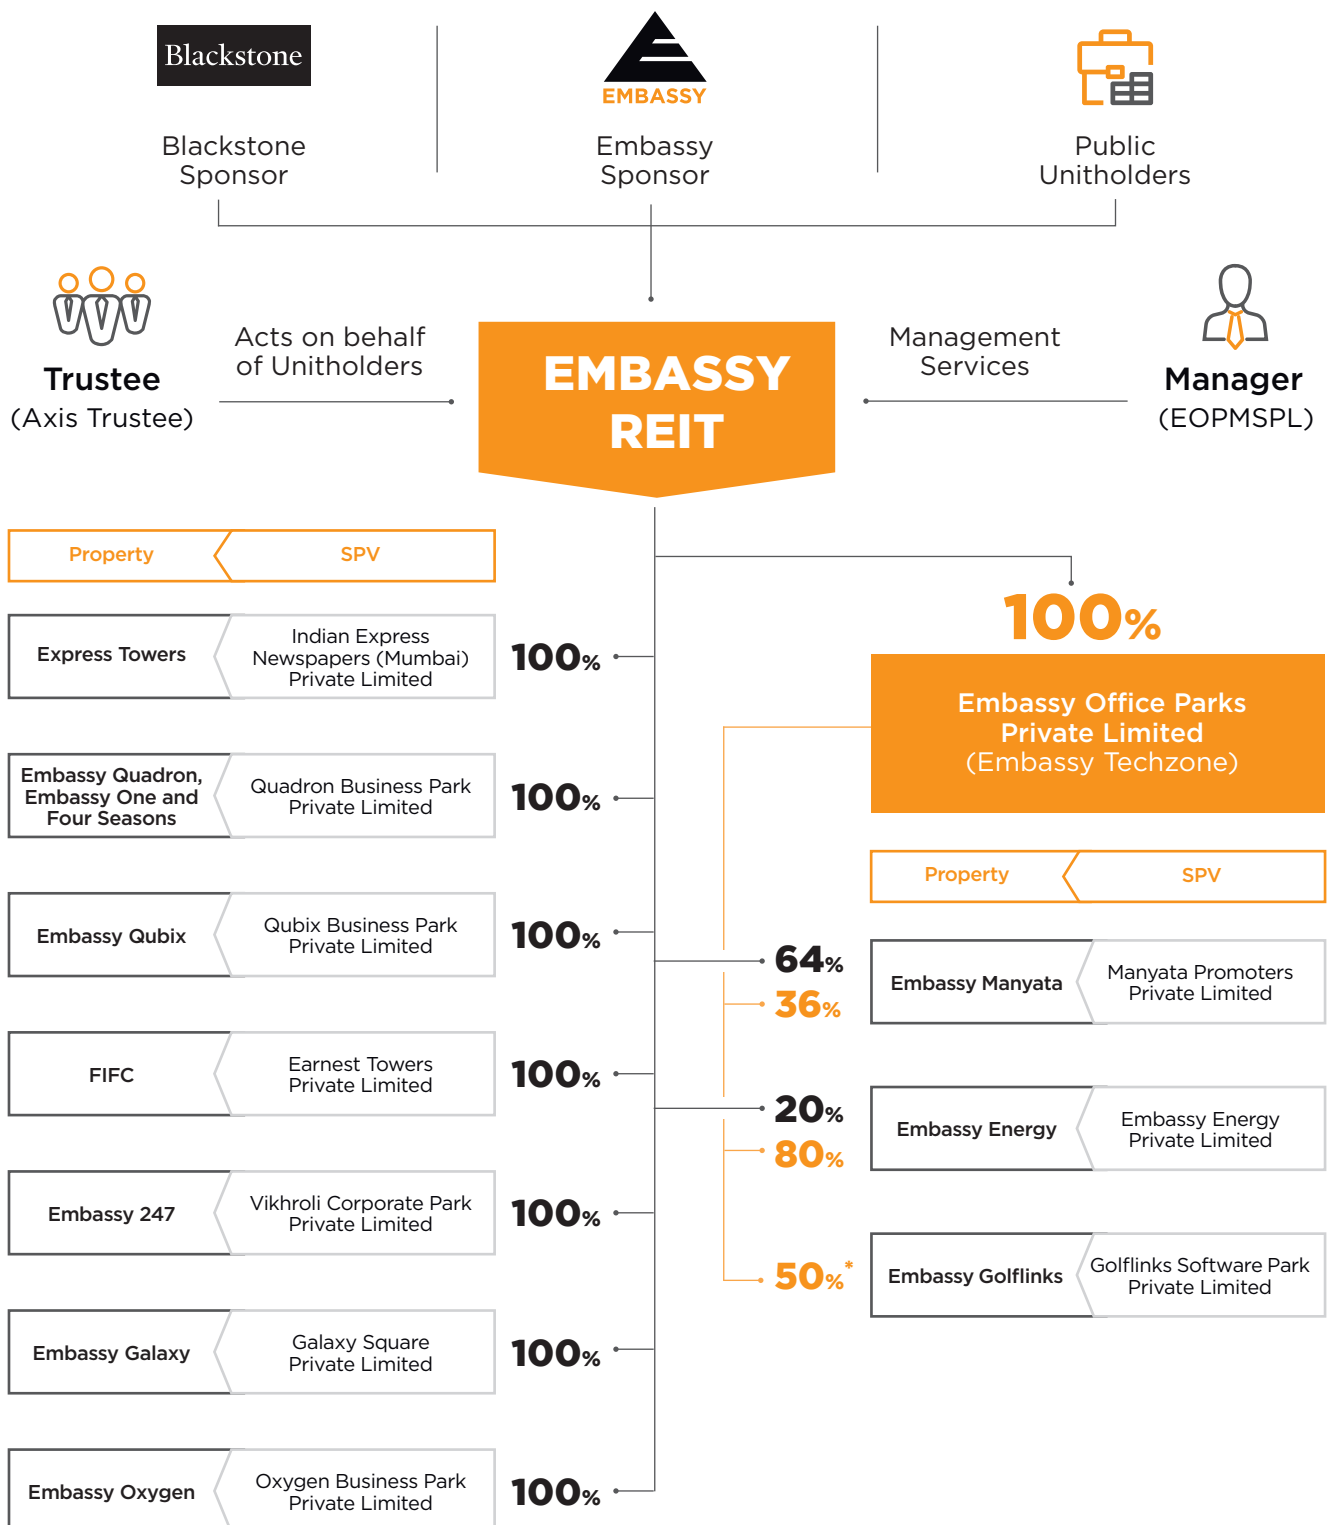 Blackstone
EMBASSY
Blackstone
Sponsor
Embassy
Sponsor
Public
Unitholders
Trustee
(Axis Trustee)
Acts on behalf
of Unitholders
EMBASSY
REIT
Management
Services
Manager
(EOPMSPL)
Property
SPV
Express Towers
Indian Express
Newspapers (Mumbai)
Private Limited
100%
Embassy Quadron,
Embassy One and
Four Seasons
Quadron Business Park
Private Limited
100%
Embassy Qubix
Qubix Business Park
Private Limited
100%
FIFC
Earnest Towers
Private Limited
100%
Embassy 247
Vikhroli Corporate Park
Private Limited
100%
Embassy Galaxy
Galaxy Square
Private Limited
100%
Embassy Oxygen
Oxygen Business Park
Private Limited
100%
100%
Embassy Office Parks
Private Limited
(Embassy Techzone)
Property
SPV
64%
36%
Embassy Manyata
Manyata Promoters
Private Limited
20%
80%
Embassy Energy
Embassy Energy
Private Limited
50%*
Embassy Golflinks
Golflinks Software Park
Private Limited